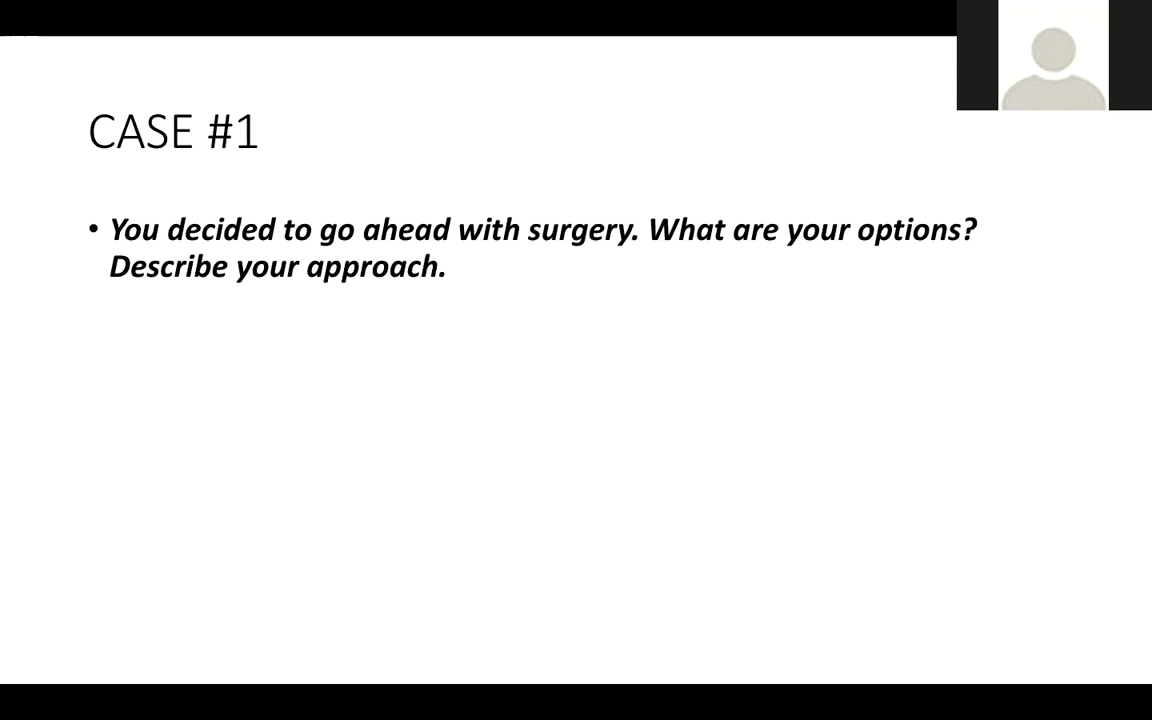 CASE #1
• You decided to go ahead with surgery. What are your options?
Describe your approach.